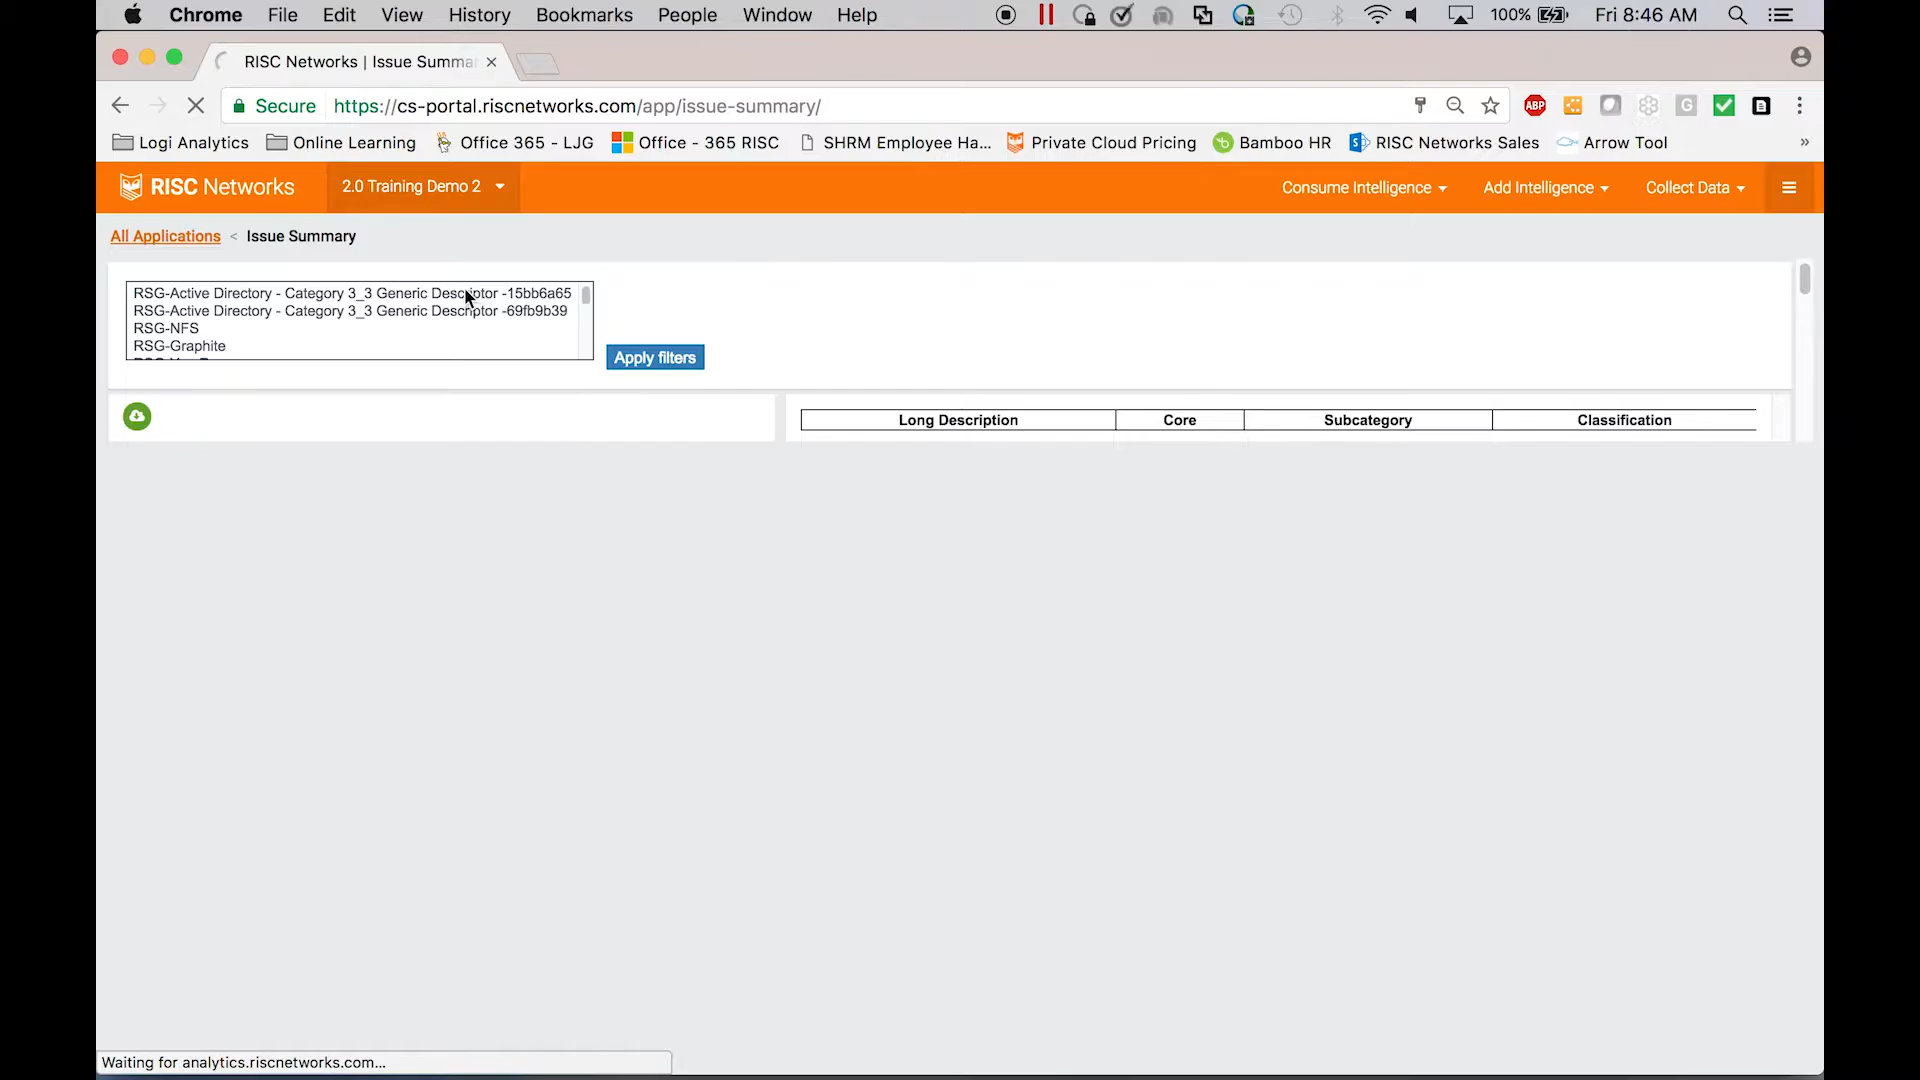 Chrome File Edit View History Bookmarks People Window Help 100% Fri 8:46 AM
RISC Networks | Issue Summa
Secure https://cs-portal.riscnetworks.com/app/issue-summary/ ABP G
Logi Analytics Online Learning Office 365 - LJG Office - 365 RISC SHRM Employee Ha... Private Cloud Pricing Bamboo HR RISC Networks Sales Arrow Tool »
RISC Networks 2.0 Training Demo 2 Consume Intelligence Add Intelligence Collect Data
All Applications < Issue Summary
RSG-Active Directory - Category 3_3 Generic Descriptor -15bb6a65
RSG-Active Directory - Category 3_3 Generic Descriptor -69fb9b39
RSG-NFS
RSG-Graphite
Apply filters
Long Description Core Subcategory Classification
Waiting for analytics.riscnetworks.com...